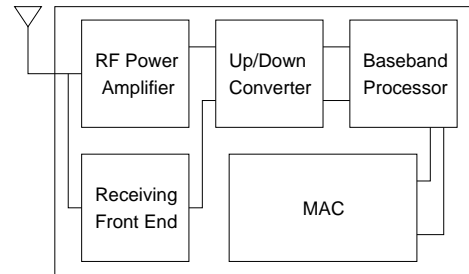 RF Power
Amplifier
Up/Down
Converter
Baseband
Processor
Receiving
Front End
MAC